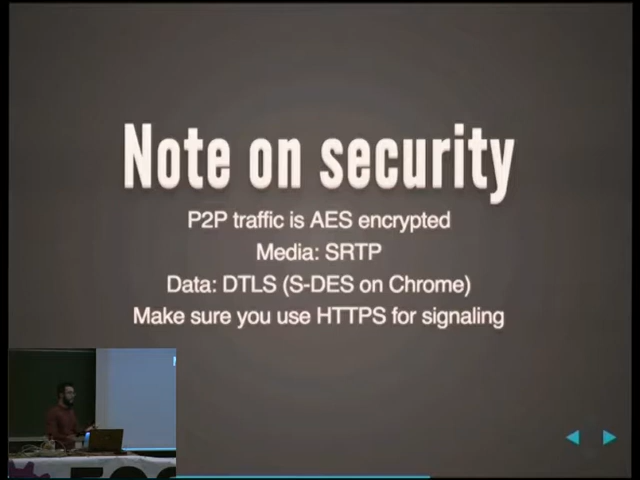 Note on security
P2P traffic is AES encrypted
Media: SRTP
Data: DTLS (S-DES on Chrome)
Make sure you use HTTPS for signaling